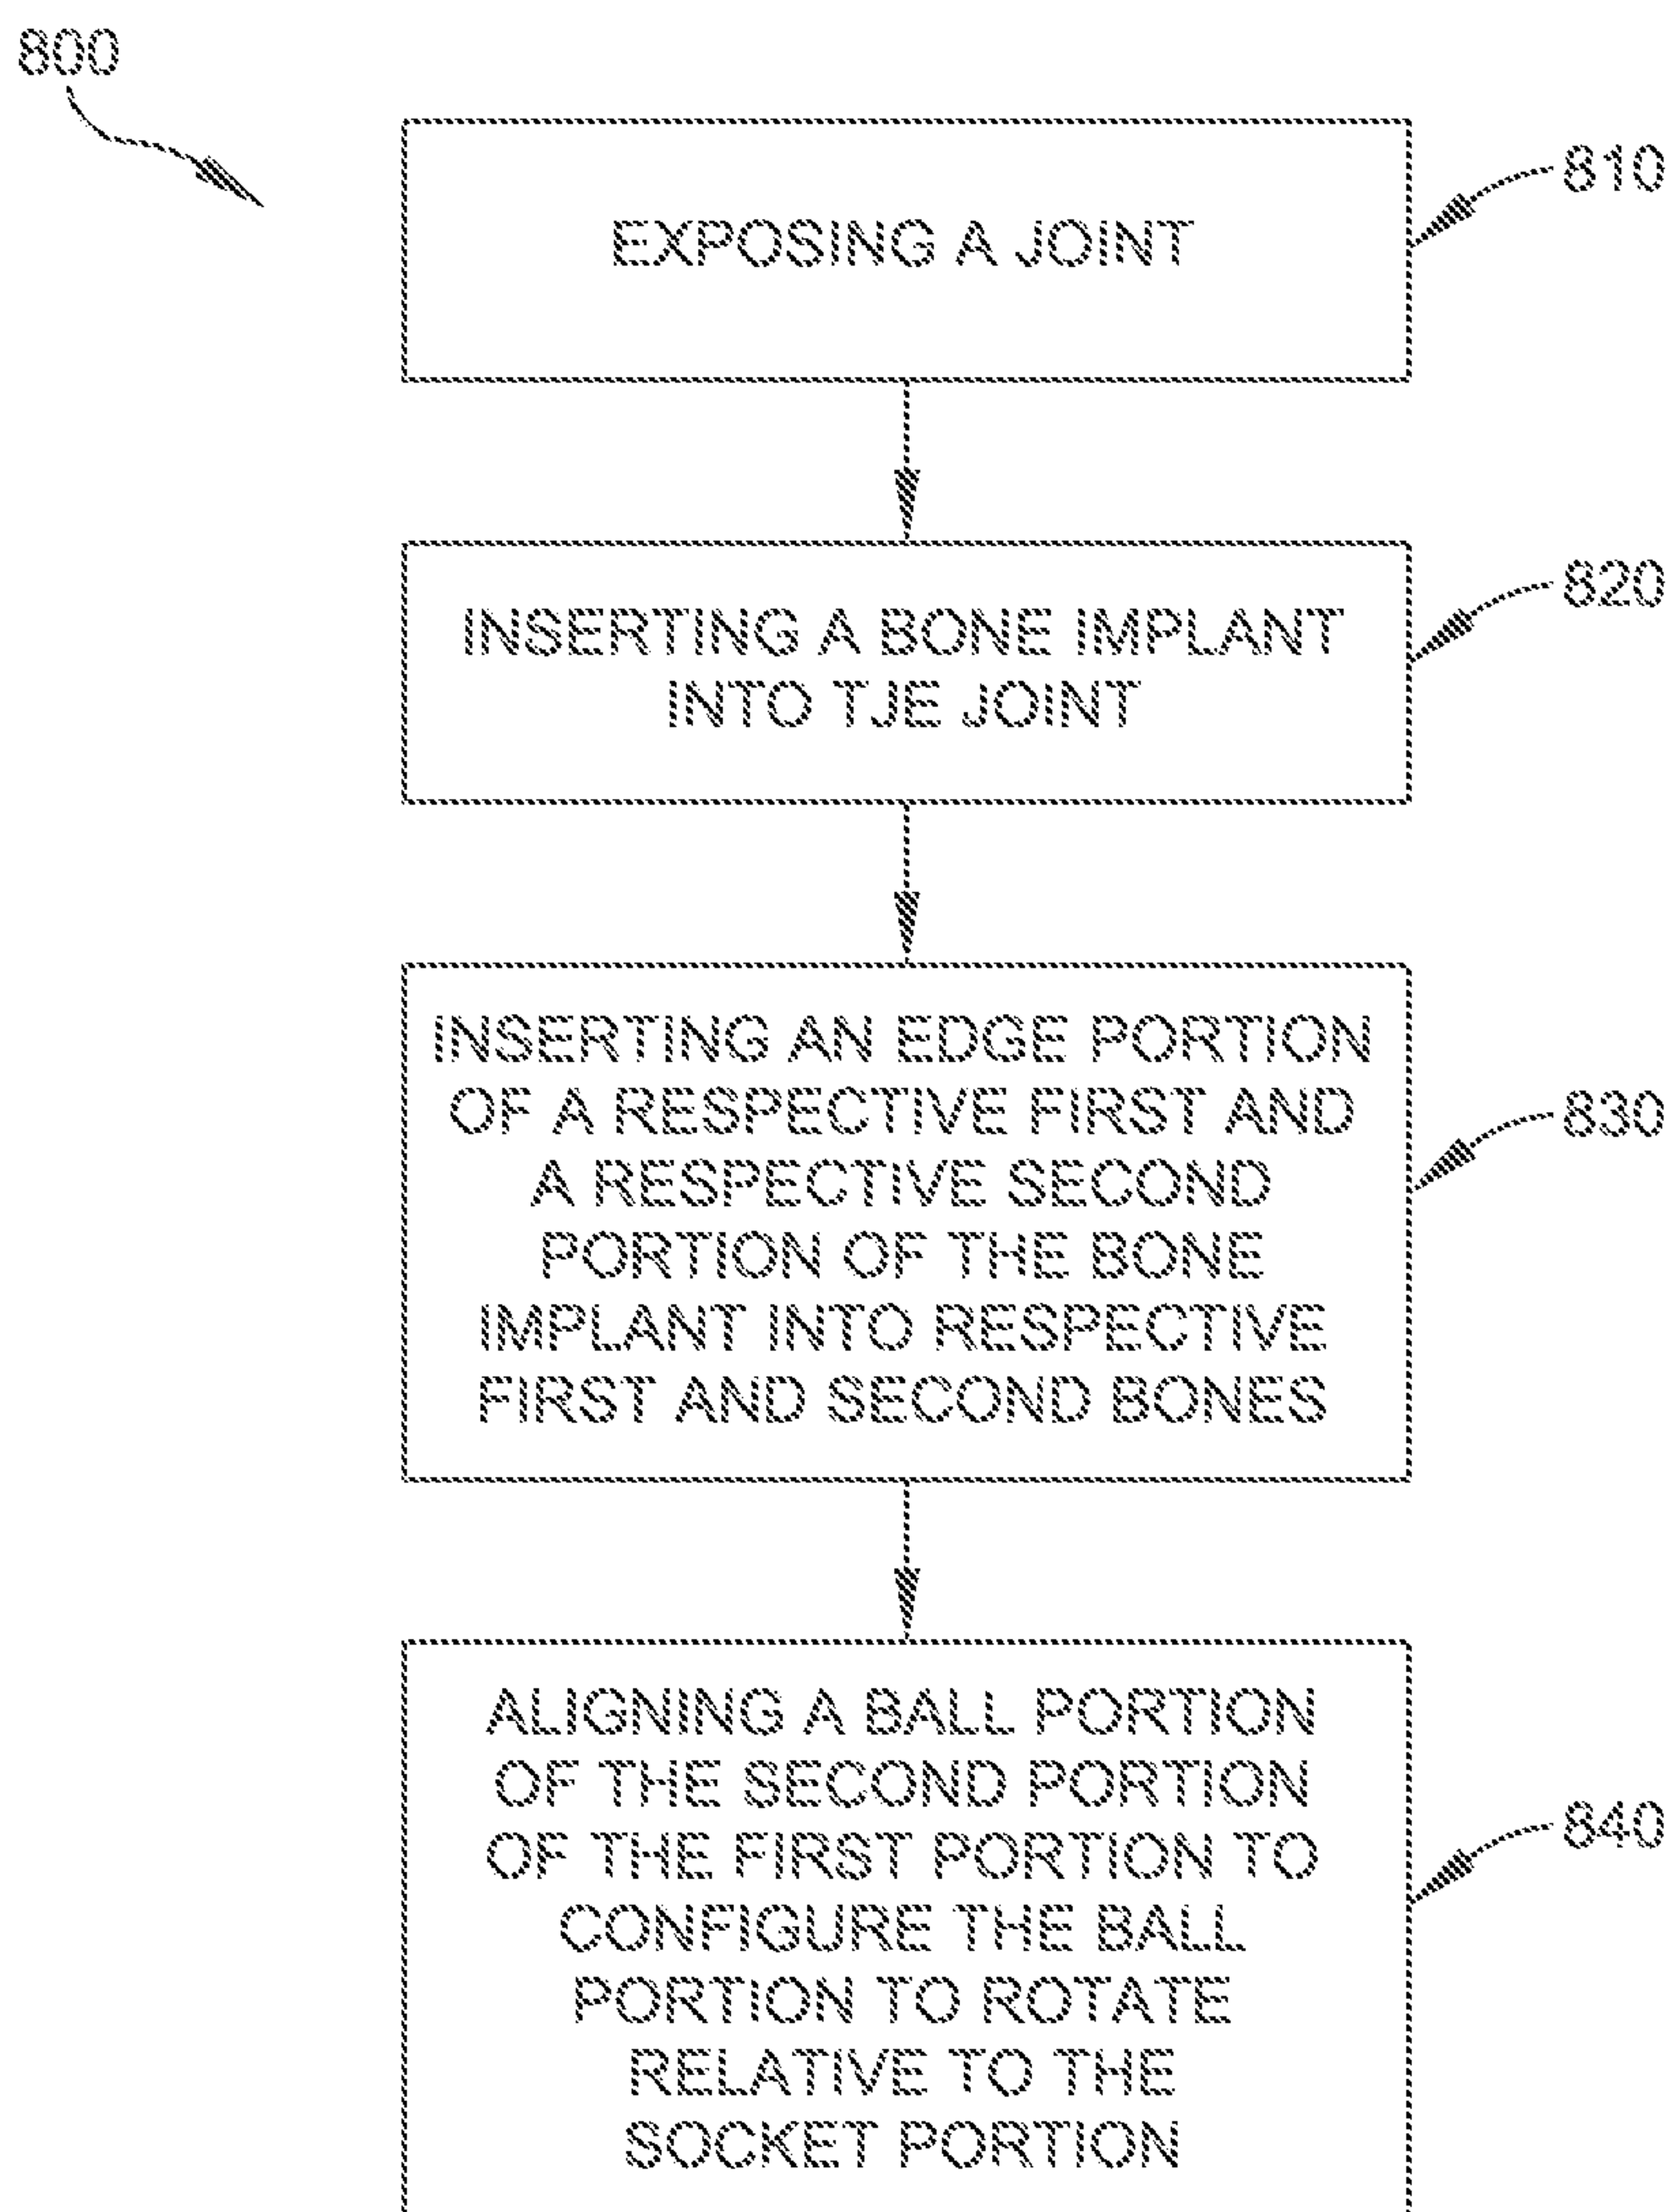 800
810
EXPOSING A JOINT
820
INSERTING A BONE IMPLANT
INTO TJE JOINT
INSERTING AN EDGE PORTION
OF A RESPECTIVE FIRST AND
830
A RESPECTIVE SECOND
PORTION OF THE BONE
IMPLANT INTO RESPECTIVE
FIRST AND SECOND BONES
ALIGNING A BALL PORTION
OF THE SECOND PORTION
840
OF THE FIRST PORTION TO
CONFIGURE THE BALL
PORTION TO ROTATE
RELATIVE TO THE
SOCKET PORTION